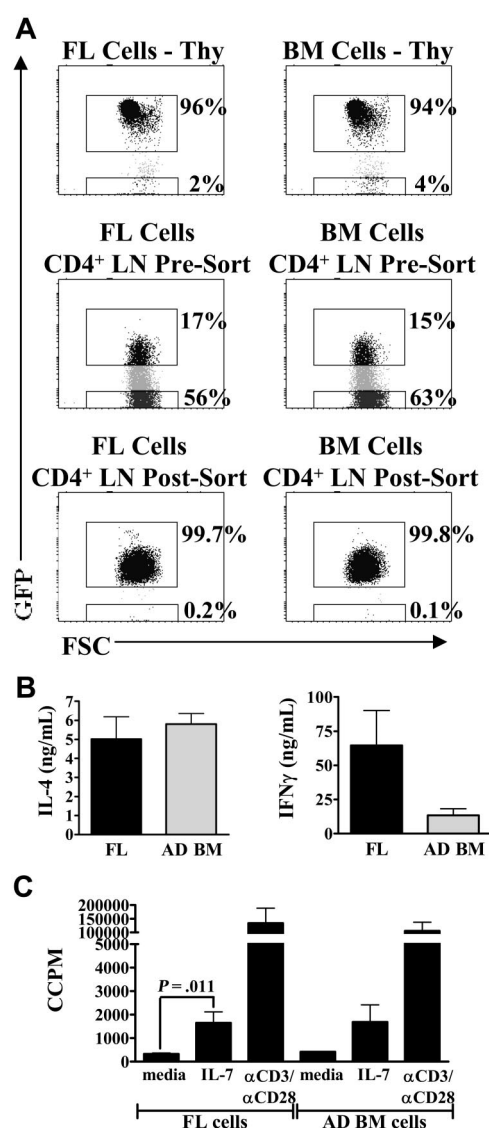 A
FL Cells - Thy
BM Cells - Thy
96%
94%
2%
4%
FL Cells
CD4⁺ LN Pre-Sort
BM Cells
CD4⁺ LN Pre-Sort
17%
15%
56%
63%
FL Cells
CD4⁺ LN Post-Sort
BM Cells
CD4⁺ LN Post-Sort
99.7%
99.8%
0.2%
0.1%
GFP
FSC
B
IL-4 (ng/mL)
7
6
5
4
3
2
1
0
FL
AD BM
IFNγ (ng/mL)
100
75
50
25
0
FL
AD BM
C
CCPM
200000
150000
100000
5000
4000
3000
2000
1000
0
P = .011
media
IL-7
αCD3/
αCD28
media
IL-7
αCD3/
αCD28
FL cells
AD BM cells